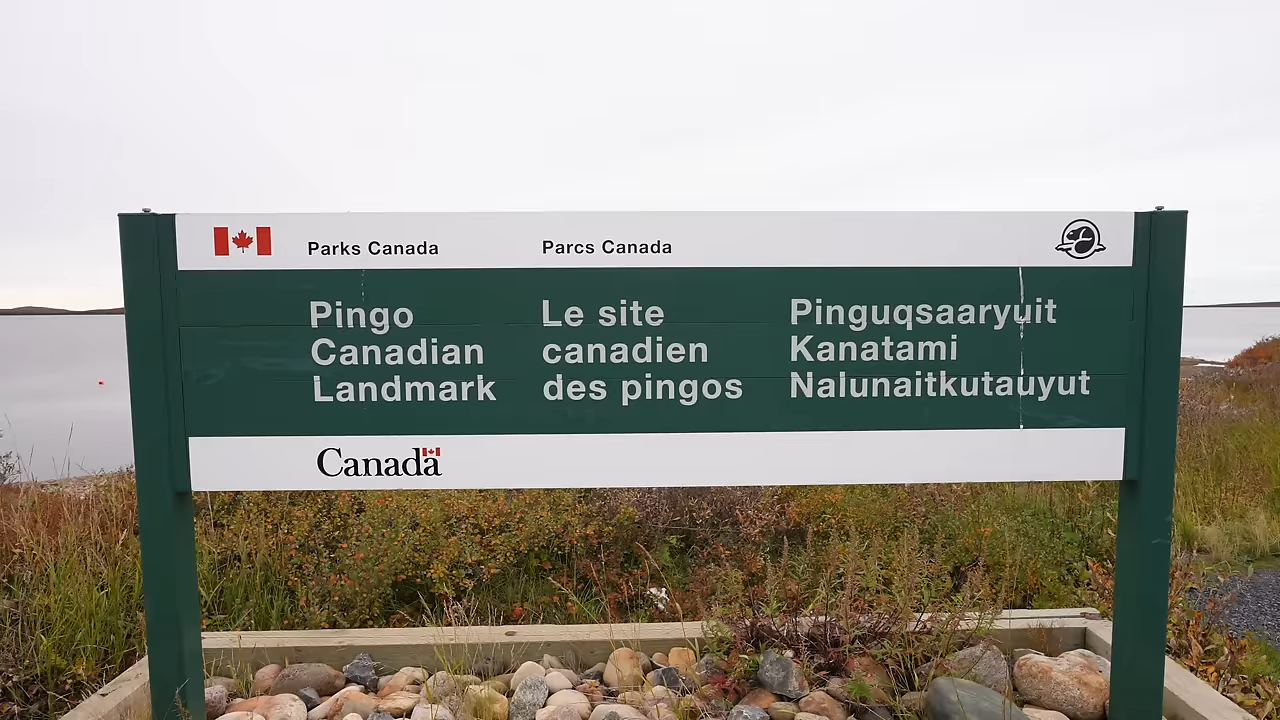 Parks Canada Parcs Canada
Pingo
Canadian
Landmark
Le site
canadien
des pingos
Pinguqsaaryuit
Kanatami
Nalunaitkutauyut
Canada